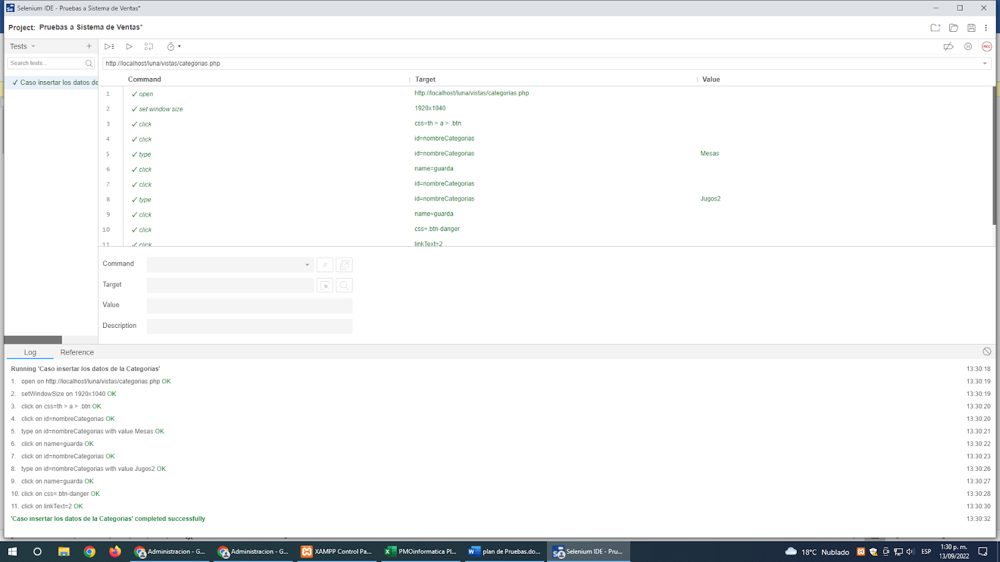 Selenium IDE - Pruebas a Sistema de Ventas*
Project: Pruebas a Sistema de Ventas*
Tests
Search tests...
✓ Caso insertar los datos de
REC
http://localhost/luna/vistas/categorias.php
Command Target Value
1 ✓ open http://localhost/luna/vistas/categorias.php
2 ✓ set window size 1920x1040
3 ✓ click css=th > a > .btn
4 ✓ click id=nombreCategorias
5 ✓ type id=nombreCategorias Mesas
6 ✓ click name=guarda
7 ✓ click id=nombreCategorias
8 ✓ type id=nombreCategorias Jugos2
9 ✓ click name=guarda
10 ✓ click css=.btn-danger
11 ✓ click linkText=2
Command //
Target
Value
Description
Log Reference
Running 'Caso insertar los datos de la Categorias' 13:30:18
1. open on http://localhost/luna/vistas/categorias.php OK 13:30:19
2. setWindowSize on 1920x1040 OK 13:30:19
3. click on css=th > a > .btn OK 13:30:20
4. click on id=nombreCategorias OK 13:30:20
5. type on id=nombreCategorias with value Mesas OK 13:30:21
6. click on name=guarda OK 13:30:22
7. click on id=nombreCategorias OK 13:30:23
8. type on id=nombreCategorias with value Jugos2 OK 13:30:26
9. click on name=guarda OK 13:30:27
10. click on css=.btn-danger OK 13:30:28
11. click on linkText=2 OK 13:30:30
'Caso insertar los datos de la Categorias' completed successfully 13:30:32
Administracion - G... Administracion - G... XAMPP Control Pa... PMOinformatica Pl... plan de Pruebas.do... Selenium IDE - Pru... 18°C Nublado ESP 1:30 p. m.
13/09/2022